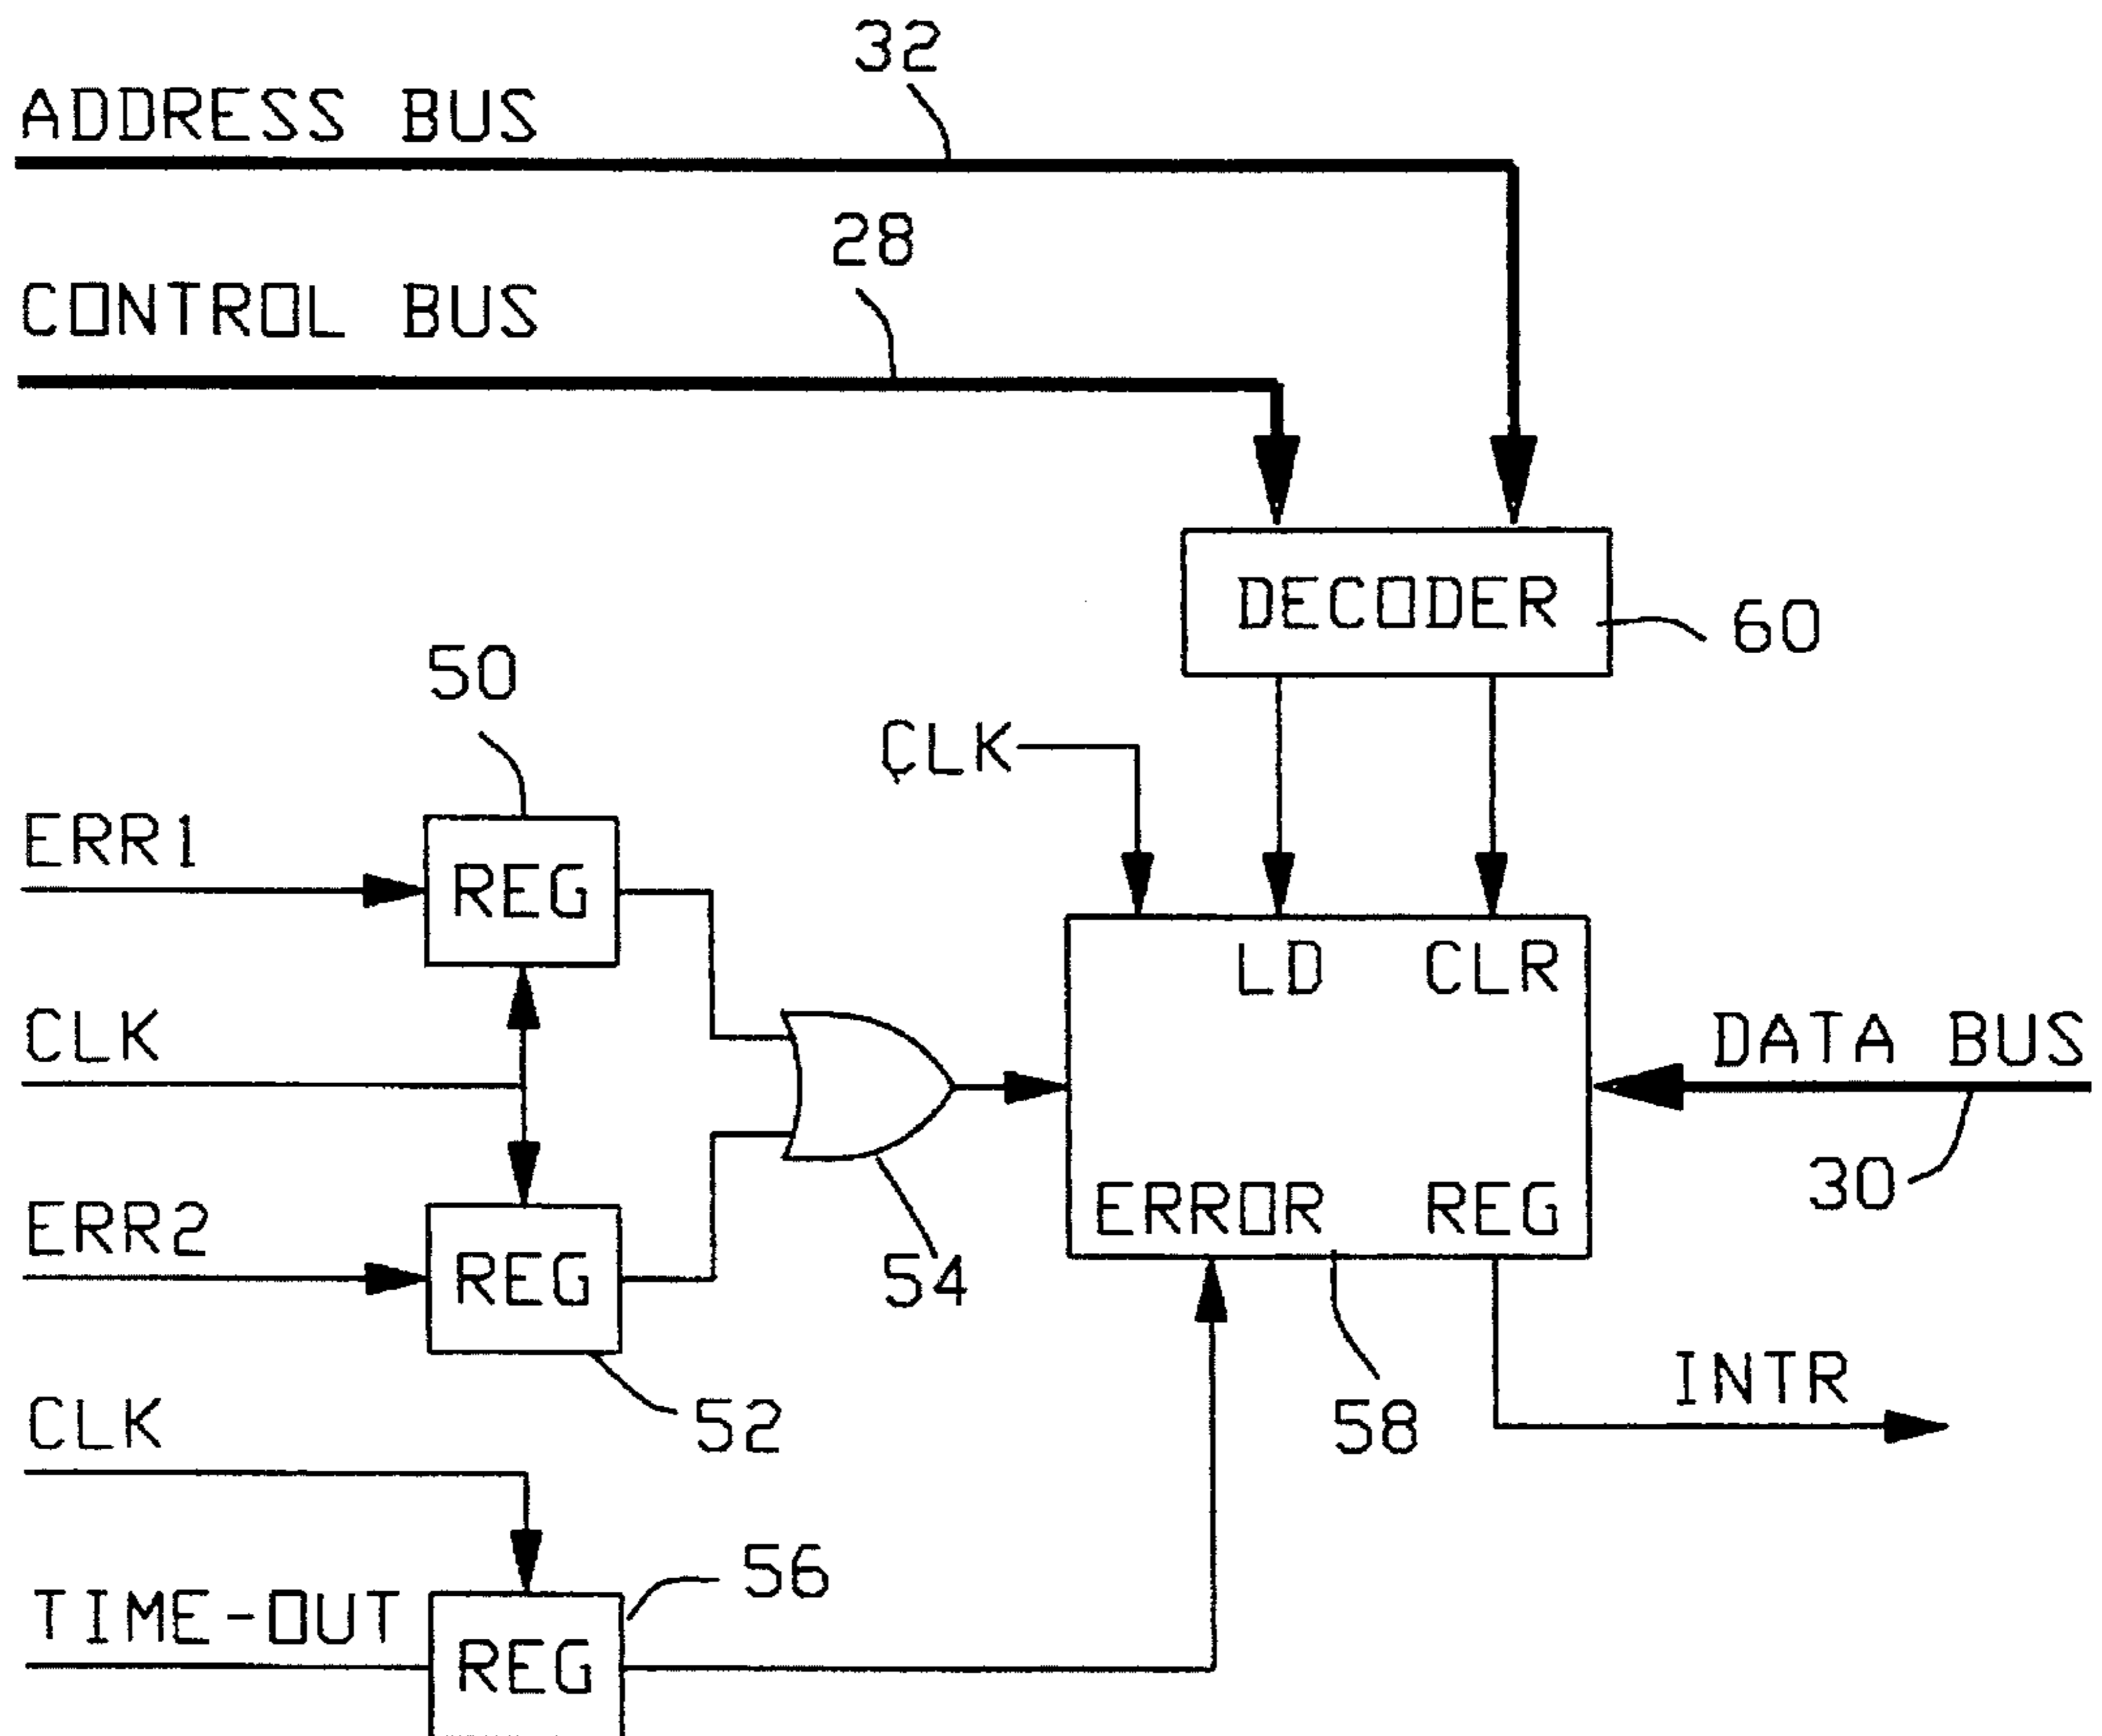 32
ADDRESS BUS
28
CONTROL BUS
DECODER
60
50
CLK
ERR1
REG
LD CLR
CLK
DATA BUS
30
ERROR REG
ERR2
REG
54
INTR
52
58
CLK
56
TIME-OUT
REG